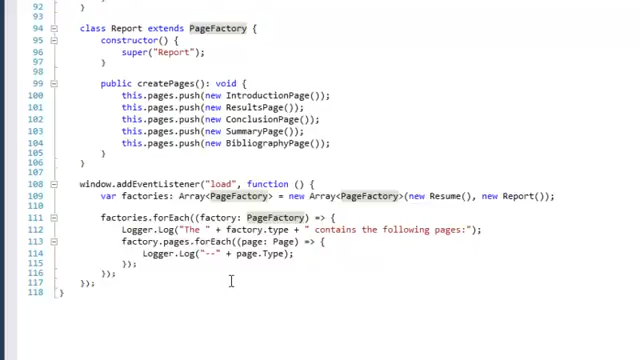 92 }
93
94 class Report extends PageFactory {
95 constructor() {
96 super("Report");
97 }
98
99 public createPages(): void {
100 this.pages.push(new IntroductionPage());
101 this.pages.push(new ResultsPage());
102 this.pages.push(new ConclusionPage());
103 this.pages.push(new SummaryPage());
104 this.pages.push(new BibliographyPage());
105 }
106 }
107
108 window.addEventListener("load", function () {
109 var factories: Array<PageFactory> = new Array<PageFactory>(new Resume(), new Report());
110
111 factories.forEach((factory: PageFactory) => {
112 Logger.Log("The " + factory.type + " contains the following pages:");
113 factory.pages.forEach((page: Page) => {
114 Logger.Log("--" + page.Type);
115 });
116 });
117 });
118 }